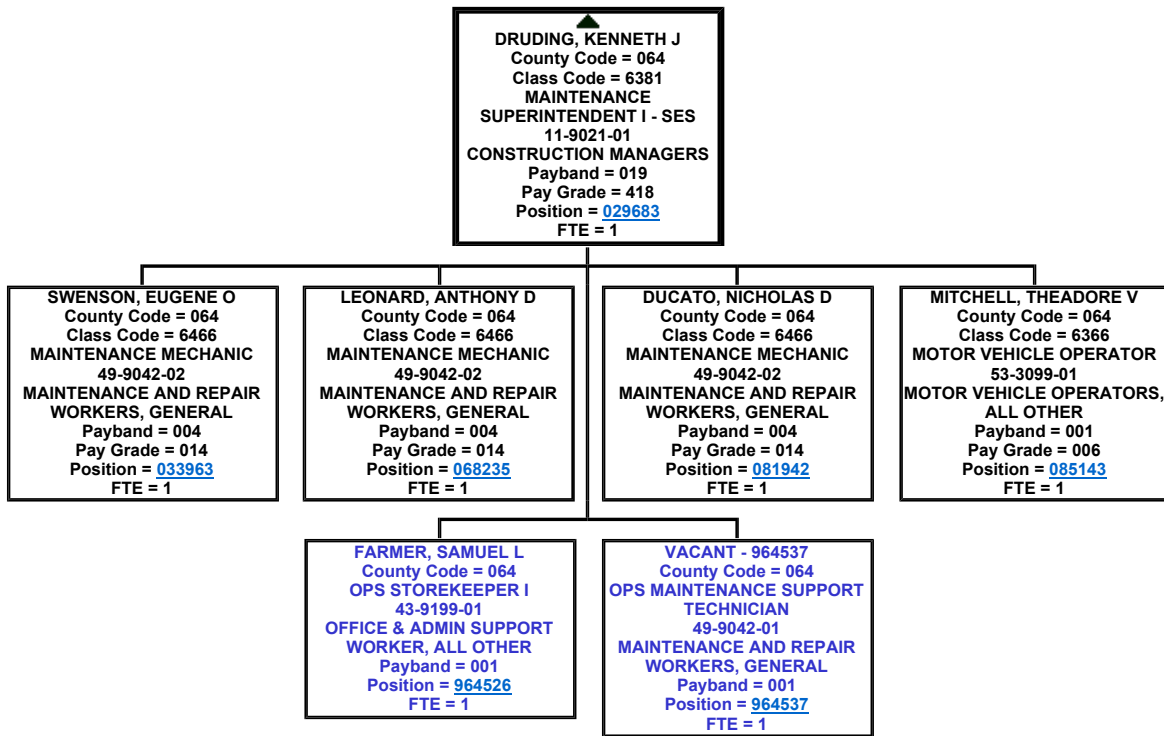 DRUDING, KENNETH J
County Code = 064
Class Code = 6381
MAINTENANCE
SUPERINTENDENT I - SES
11-9021-01
CONSTRUCTION MANAGERS
Payband = 019
Pay Grade = 418
Position = 029683
FTE = 1
SWENSON, EUGENE O
County Code = 064
Class Code = 6466
MAINTENANCE MECHANIC
49-9042-02
MAINTENANCE AND REPAIR
WORKERS, GENERAL
Payband = 004
Pay Grade = 014
Position = 033963
FTE = 1
LEONARD, ANTHONY D
County Code = 064
Class Code = 6466
MAINTENANCE MECHANIC
49-9042-02
MAINTENANCE AND REPAIR
WORKERS, GENERAL
Payband = 004
Pay Grade = 014
Position = 068235
FTE = 1
DUCATO, NICHOLAS D
County Code = 064
Class Code = 6466
MAINTENANCE MECHANIC
49-9042-02
MAINTENANCE AND REPAIR
WORKERS, GENERAL
Payband = 004
Pay Grade = 014
Position = 081942
FTE = 1
MITCHELL, THEADORE V
County Code = 064
Class Code = 6366
MOTOR VEHICLE OPERATOR
53-3099-01
MOTOR VEHICLE OPERATORS,
ALL OTHER
Payband = 001
Pay Grade = 006
Position = 085143
FTE = 1
FARMER, SAMUEL L
County Code = 064
OPS STOREKEEPER I
43-9199-01
OFFICE & ADMIN SUPPORT
WORKER, ALL OTHER
Payband = 001
Position = 964526
FTE = 1
VACANT - 964537
County Code = 064
OPS MAINTENANCE SUPPORT
TECHNICIAN
49-9042-01
MAINTENANCE AND REPAIR
WORKERS, GENERAL
Payband = 001
Position = 964537
FTE = 1